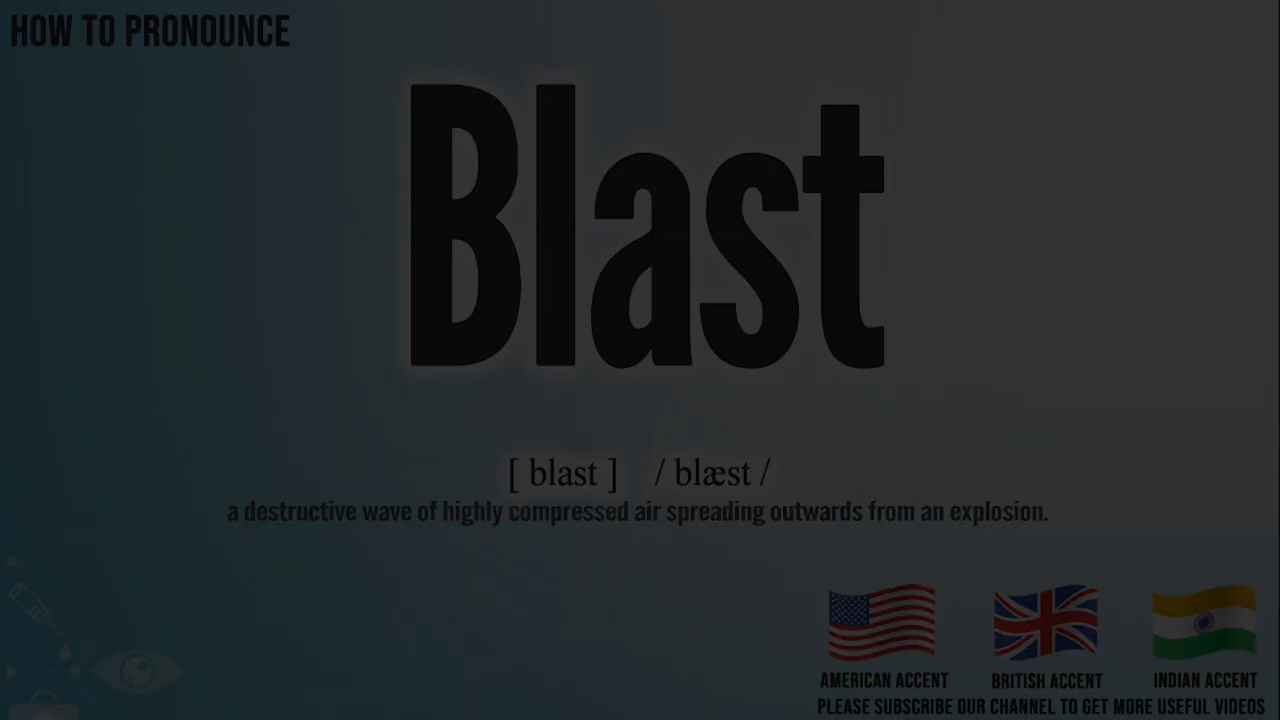 HOW TO PRONOUNCE
Blast
[ blast ] / blæst /
a destructive wave of highly compressed air spreading outwards from an explosion.
AMERICAN ACCENT BRITISH ACCENT INDIAN ACCENT
PLEASE SUBSCRIBE OUR CHANNEL TO GET MORE USEFUL VIDEOS